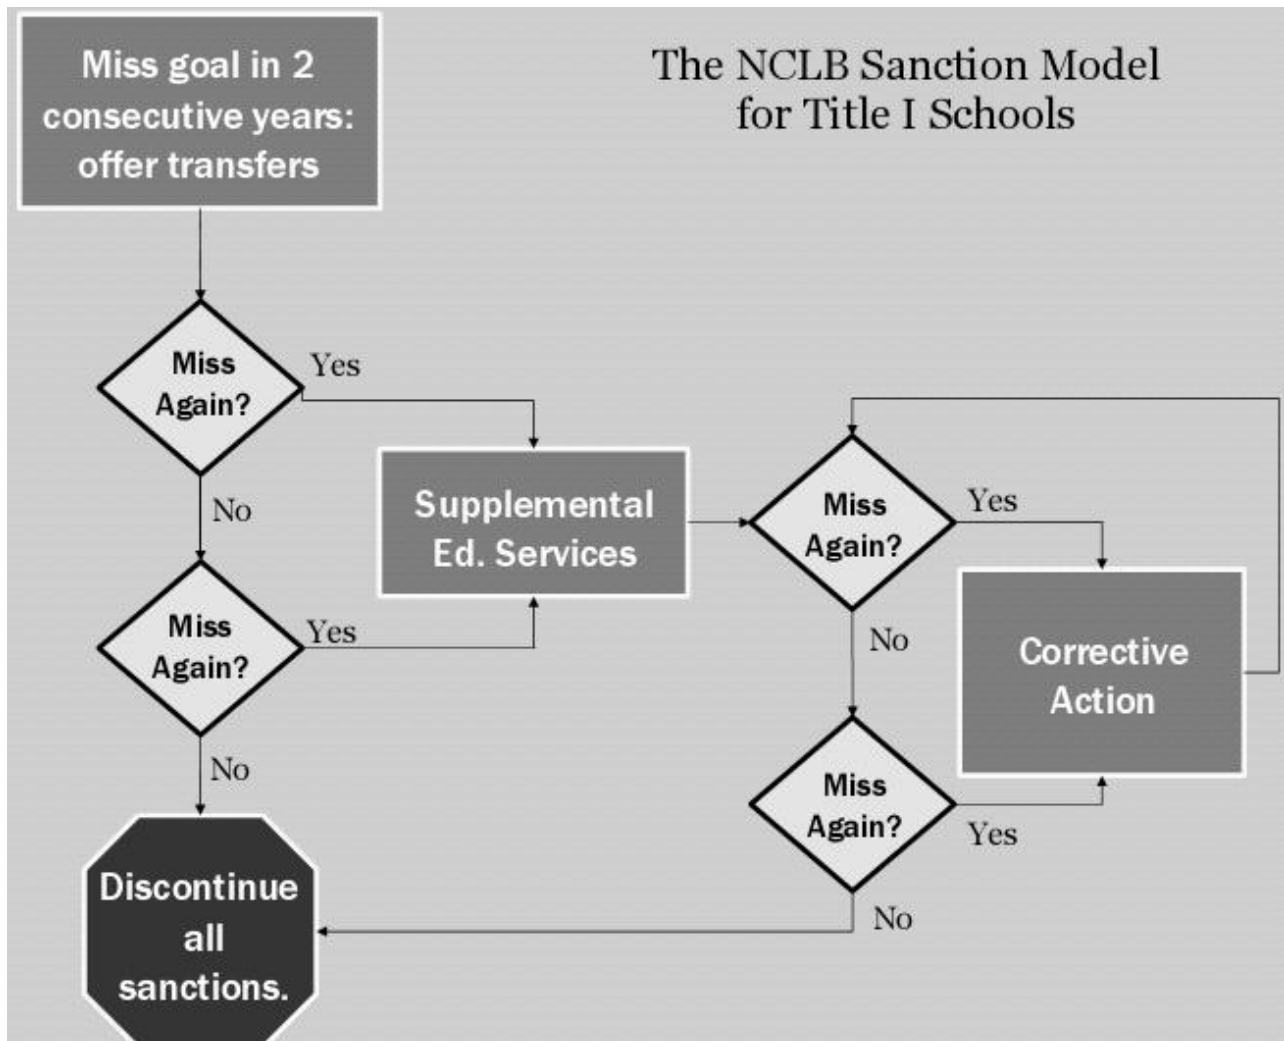 Miss goal in 2
consecutive years:
offer transfers
The NCLB Sanction Model
for Title I Schools
Miss
Again?
Yes
No
Supplemental
Ed. Services
Miss
Again?
Yes
No
Miss
Again?
Yes
No
Corrective
Action
Miss
Again?
Yes
No
Discontinue
all
sanctions.